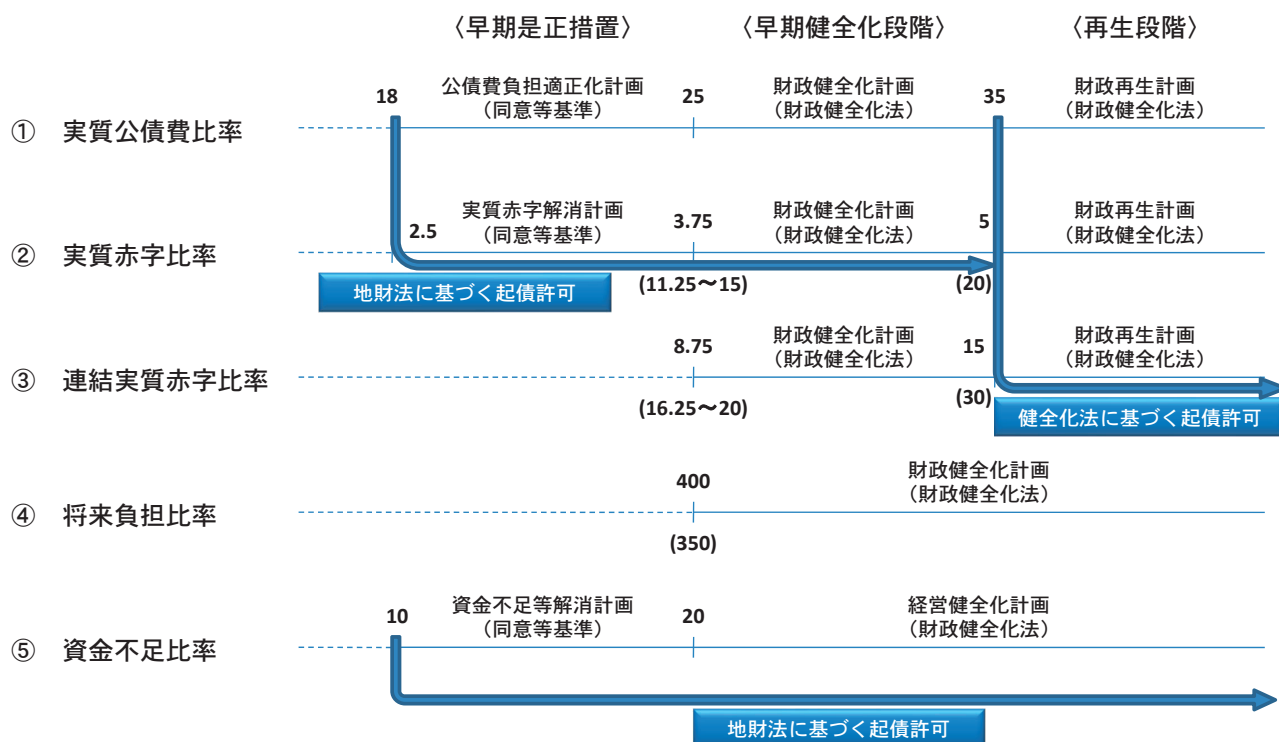 〈早期是正措置〉 〈早期健全化段階〉 〈再生段階〉
18 公債費負担適正化計画 25 財政健全化計画 35 財政再生計画
(同意等基準) (財政健全化法) (財政健全化法)
① 実質公債費比率
実質赤字解消計画 3.75 財政健全化計画 5 財政再生計画
2.5 (同意等基準) (財政健全化法) (財政健全化法)
② 実質赤字比率
地財法に基づく起債許可 (11.25〜15) (20)
8.75 財政健全化計画 15 財政再生計画
(財政健全化法) (財政健全化法)
③ 連結実質赤字比率
(16.25〜20) (30)
健全化法に基づく起債許可
400 財政健全化計画
(財政健全化法)
④ 将来負担比率
(350)
10 資金不足等解消計画 20 経営健全化計画
(同意等基準) (財政健全化法)
⑤ 資金不足比率
地財法に基づく起債許可